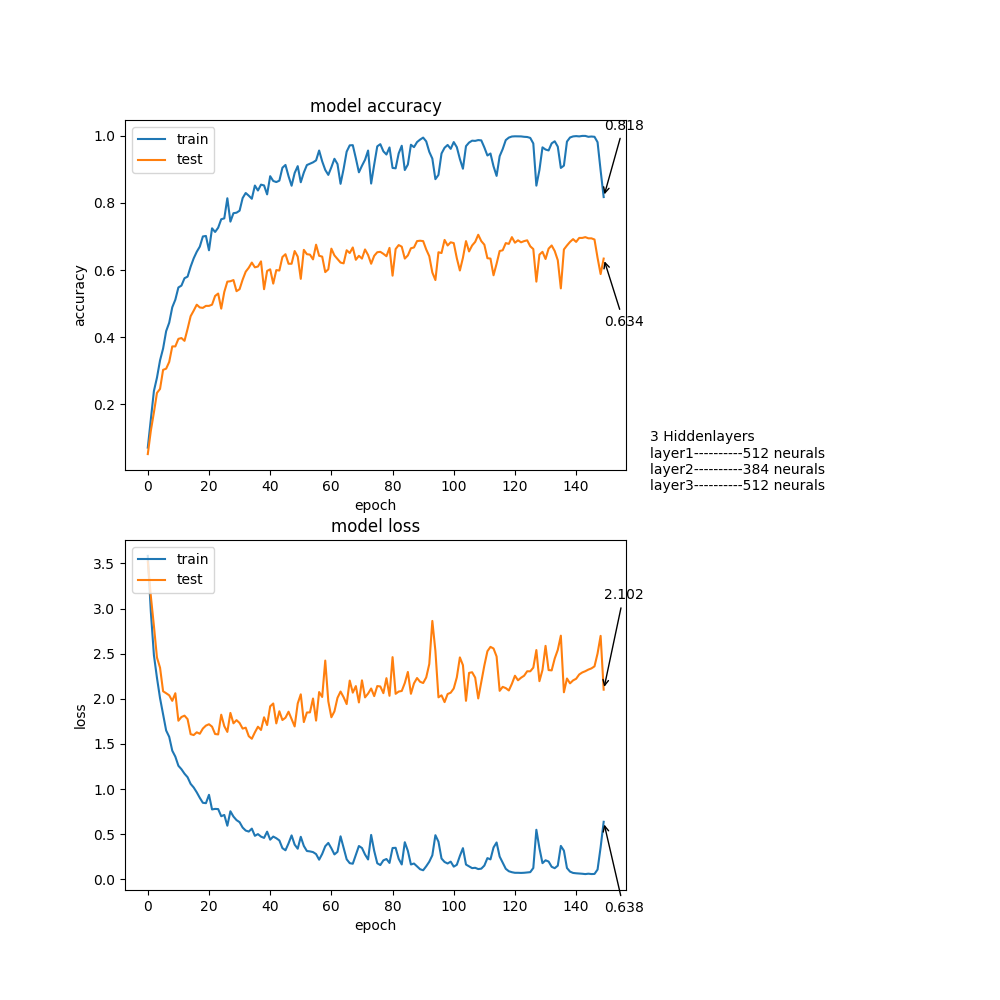 model accuracy
train
test
0.818
0.634
1.0
0.8
0.6
0.4
0.2
accuracy
0 20 40 60 80 100 120 140
epoch
3 Hiddenlayers
layer1----------512 neurals
layer2----------384 neurals
layer3----------512 neurals
model loss
train
test
2.102
0.638
3.5
3.0
2.5
2.0
1.5
1.0
0.5
0.0
loss
0 20 40 60 80 100 120 140
epoch